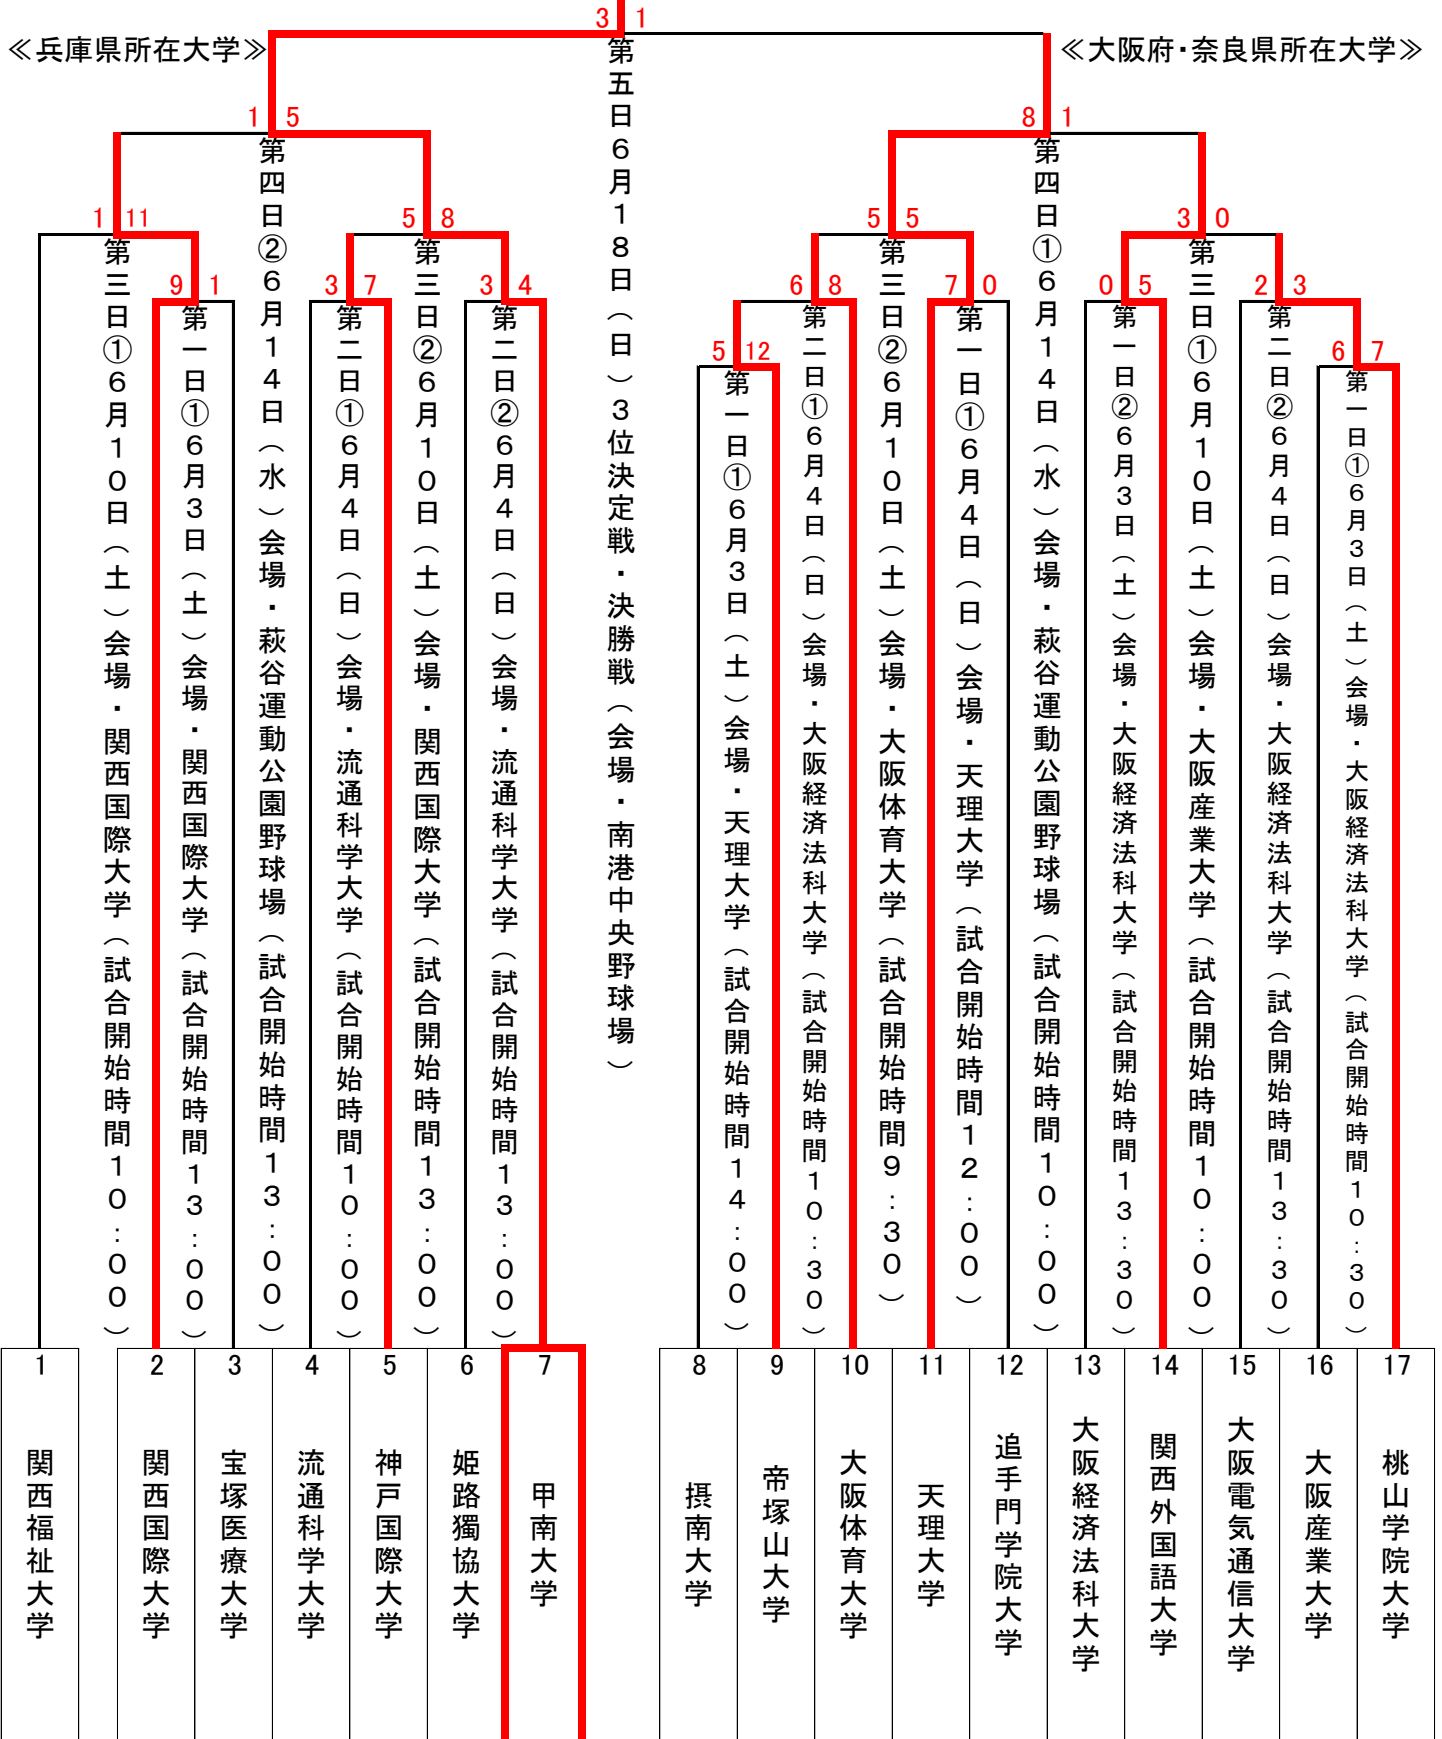 3 1
≪兵庫県所在大学≫
≪大阪府・奈良県所在大学≫
第五日6月18日(日)3位決定戦・決勝戦(会場・南港中央野球場)
1 5
第四日②6月14日(水)会場・萩谷運動公園野球場(試合開始時間13:00)
8 1
第四日①6月14日(水)会場・萩谷運動公園野球場(試合開始時間10:00)
1 11
第三日①6月10日(土)会場・関西国際大学(試合開始時間10:00)
5 8
第三日②6月10日(土)会場・関西国際大学(試合開始時間13:00)
5 5
第三日②6月10日(土)会場・大阪体育大学(試合開始時間9:30)
3 0
第三日①6月10日(土)会場・大阪産業大学(試合開始時間10:00)
9 1
第一日①6月3日(土)会場・関西国際大学(試合開始時間13:00)
3 7
第二日①6月4日(日)会場・流通科学大学(試合開始時間10:00)
3 4
第二日②6月4日(日)会場・流通科学大学(試合開始時間13:00)
6 8
第二日①6月4日(日)会場・大阪経済法科大学(試合開始時間10:30)
7 0
第一日①6月4日(日)会場・天理大学(試合開始時間12:00)
0 5
第一日②6月3日(土)会場・大阪経済法科大学(試合開始時間13:30)
2 3
第二日②6月4日(日)会場・大阪経済法科大学(試合開始時間13:30)
5 12
第一日①6月3日(土)会場・天理大学(試合開始時間14:00)
6 7
第一日①6月3日(土)会場・大阪経済法科大学(試合開始時間10:30)
1
関西福祉大学
2
関西国際大学
3
宝塚医療大学
4
流通科学大学
5
神戸国際大学
6
姫路獨協大学
7
甲南大学
8
摂南大学
9
帝塚山大学
10
大阪体育大学
11
天理大学
12
追手門学院大学
13
大阪経済法科大学
14
関西外国語大学
15
大阪電気通信大学
16
大阪産業大学
17
桃山学院大学